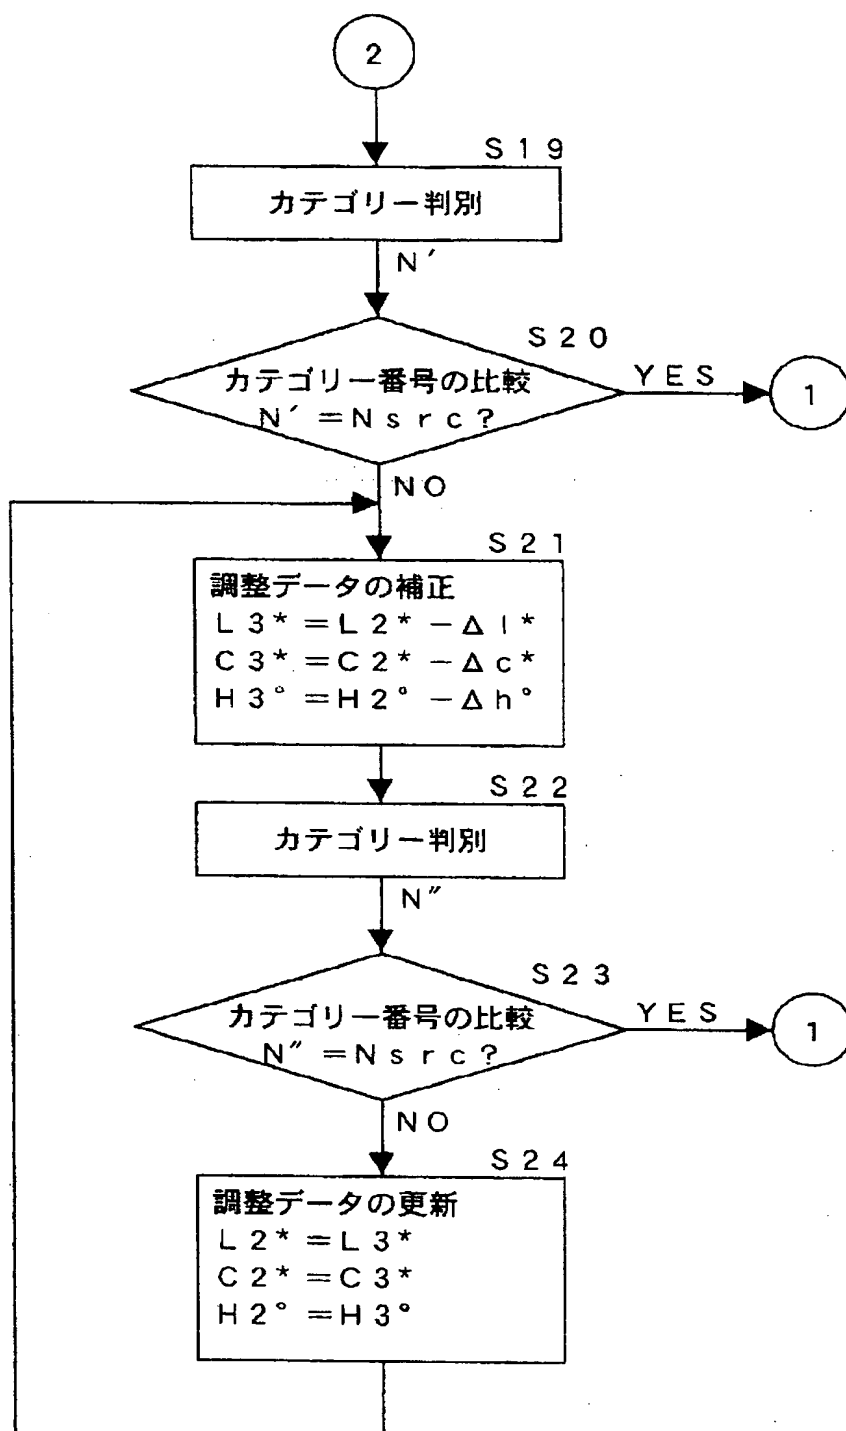 2
S19
カテゴリー判別
N′
S20
カテゴリー番号の比較
N′=Nsrc?
YES
1
NO
S21
調整データの補正
L3*=L2*-Δl*
C3*=C2*-Δc*
H3°=H2°-Δh°
S22
カテゴリー判別
N″
S23
カテゴリー番号の比較
N″=Nsrc?
YES
1
NO
S24
調整データの更新
L2*=L3*
C2*=C3*
H2°=H3°